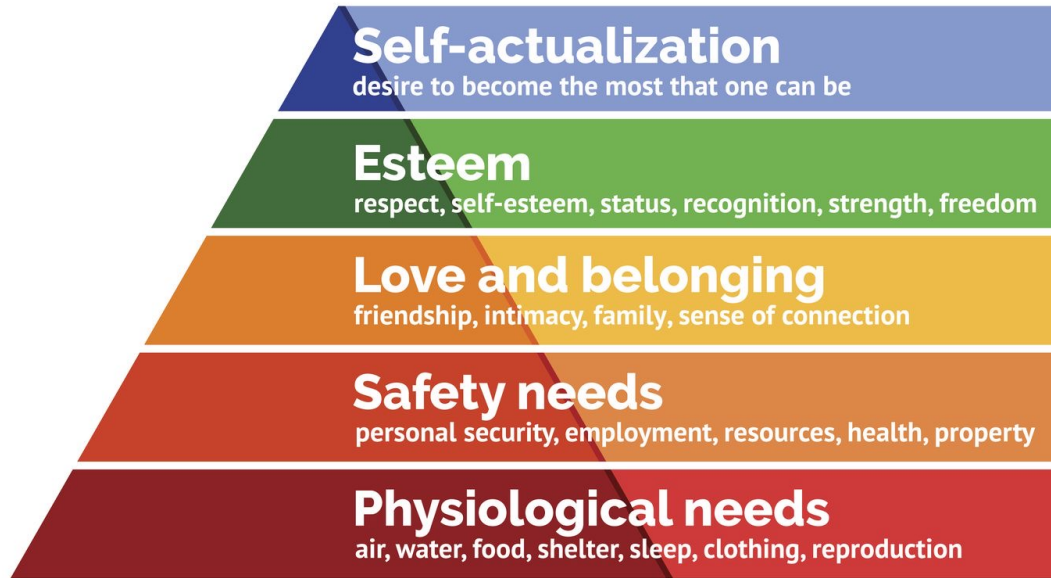 Self-actualization
desire to become the most that one can be
Esteem
respect, self-esteem, status, recognition, strength, freedom
Love and belonging
friendship, intimacy, family, sense of connection
Safety needs
personal security, employment, resources, health, property
Physiological needs
air, water, food, shelter, sleep, clothing, reproduction